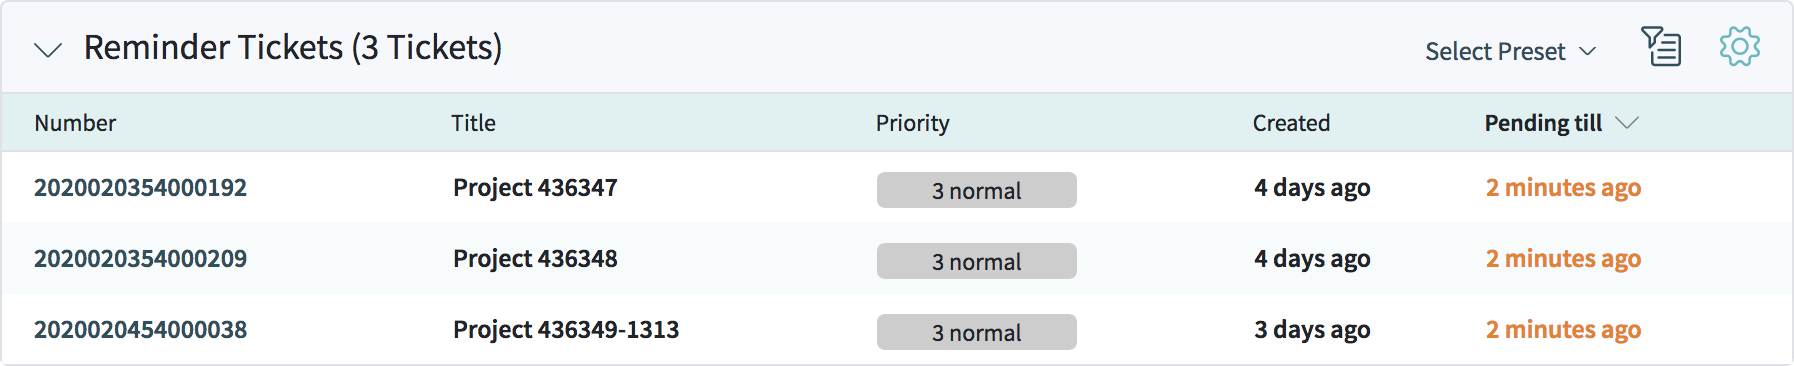 Reminder Tickets (3 Tickets) Select Preset
Number Title Priority Created Pending till
2020020354000192 Project 436347 3 normal 4 days ago 2 minutes ago
2020020354000209 Project 436348 3 normal 4 days ago 2 minutes ago
2020020454000038 Project 436349-1313 3 normal 3 days ago 2 minutes ago